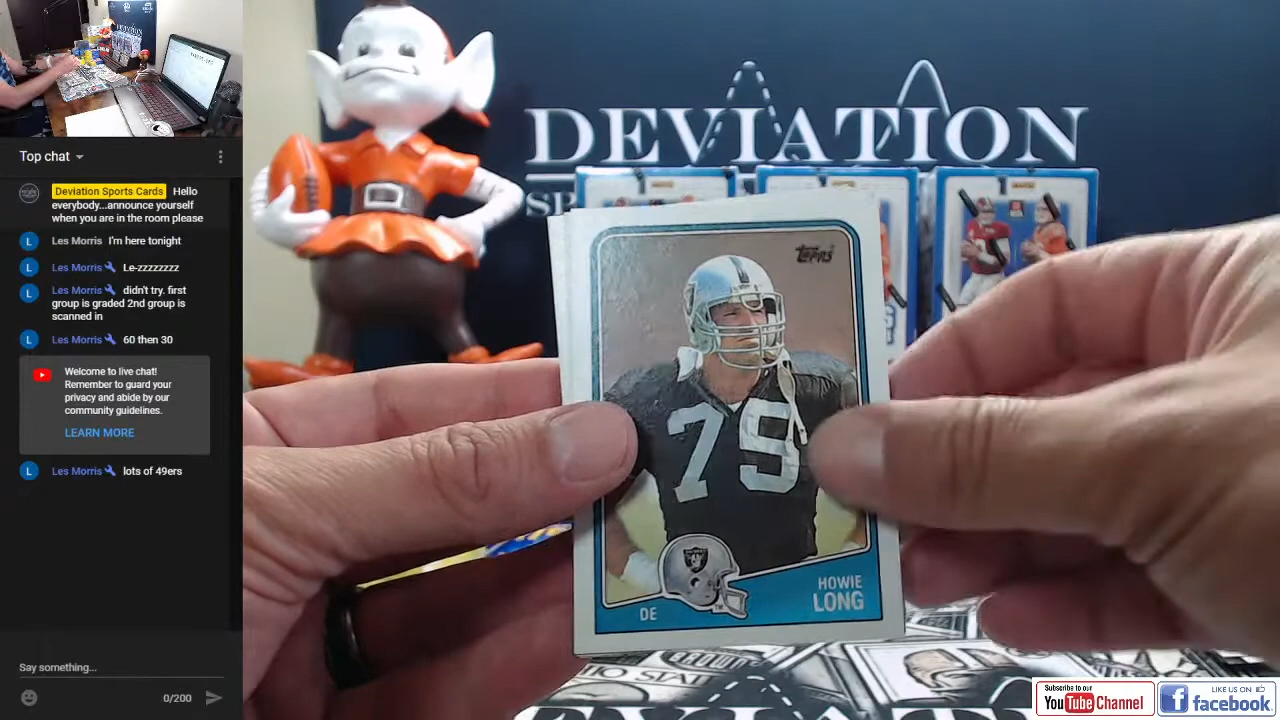 Top chat
Deviation Sports Cards Hello
everybody...announce yourself
when you are in the room please
Les Morris I'm here tonight
Les Morris Le-zzzzzzzz
Les Morris didn't try. first
group is graded 2nd group is
scanned in
Les Morris 60 then 30
Welcome to live chat!
Remember to guard your
privacy and abide by our
community guidelines.
LEARN MORE
Les Morris lots of 49ers
Say something...
0/200
DEVIATION
SP
Topps
75
RAIDERS
DE
HOWIE
LONG
BROWN
Subscribe to our
YouTube Channel
LIKE US ON
facebook